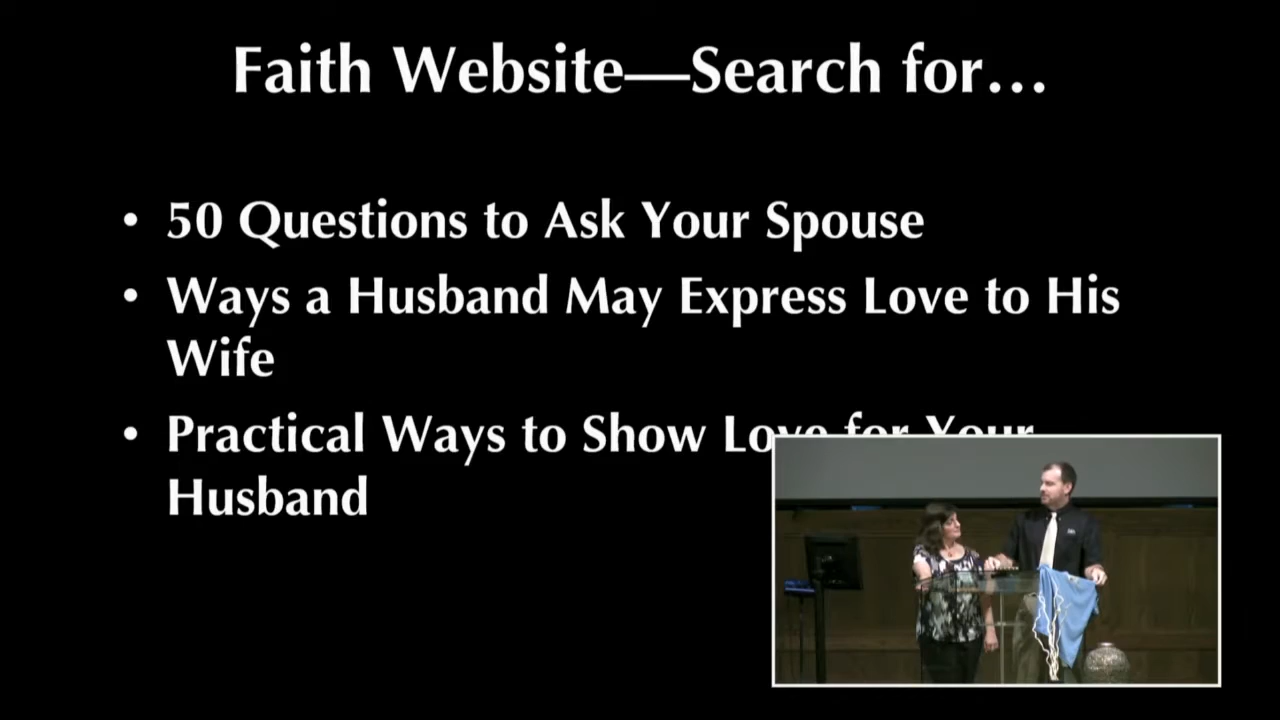 Faith Website—Search for…
• 50 Questions to Ask Your Spouse
• Ways a Husband May Express Love to His
Wife
• Practical Ways to Show Love for Your
Husband